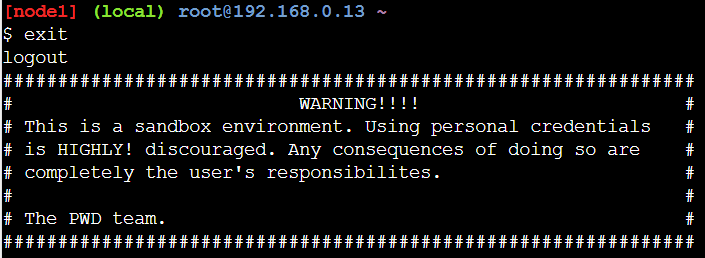 [node1] (local) root@192.168.0.13 ~
$ exit
logout
################################################################
#                          WARNING!!!!                         #
# This is a sandbox environment. Using personal credentials    #
# is HIGHLY! discouraged. Any consequences of doing so are     #
# completely the user's responsibilites.                       #
#                                                              #
# The PWD team.                                                #
################################################################